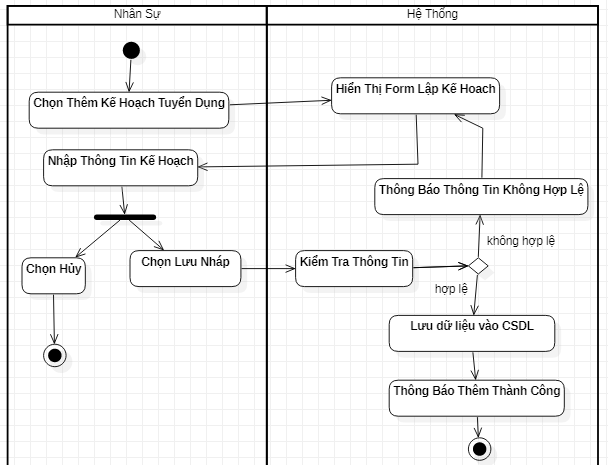 Nhân Sự
Hệ Thống
Chọn Thêm Kế Hoạch Tuyển Dụng
Hiển Thị Form Lập Kế Hoach
Nhập Thông Tin Kế Hoạch
Thông Báo Thông Tin Không Hợp Lệ
không hợp lệ
Chọn Hủy
Chọn Lưu Nháp
Kiểm Tra Thông Tin
hợp lệ
Lưu dữ liệu vào CSDL
Thông Báo Thêm Thành Công